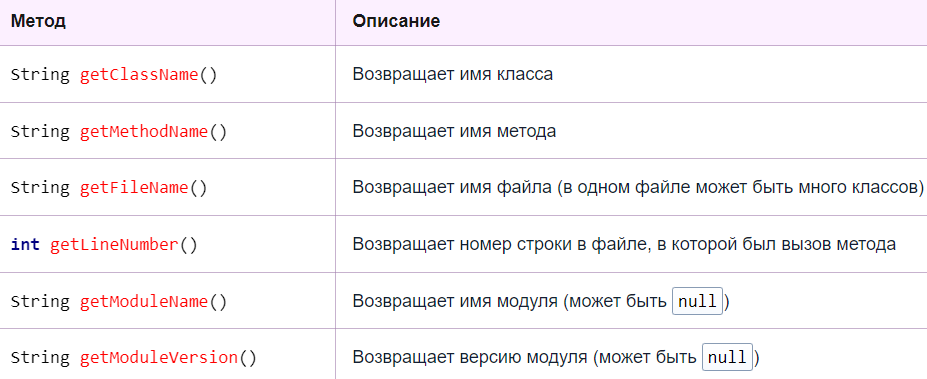 Метод Описание
String getClassName() Возвращает имя класса
String getMethodName() Возвращает имя метода
String getFileName() Возвращает имя файла (в одном файле может быть много классов)
int getLineNumber() Возвращает номер строки в файле, в которой был вызов метода
String getModuleName() Возвращает имя модуля (может быть null)
String getModuleVersion() Возвращает версию модуля (может быть null)